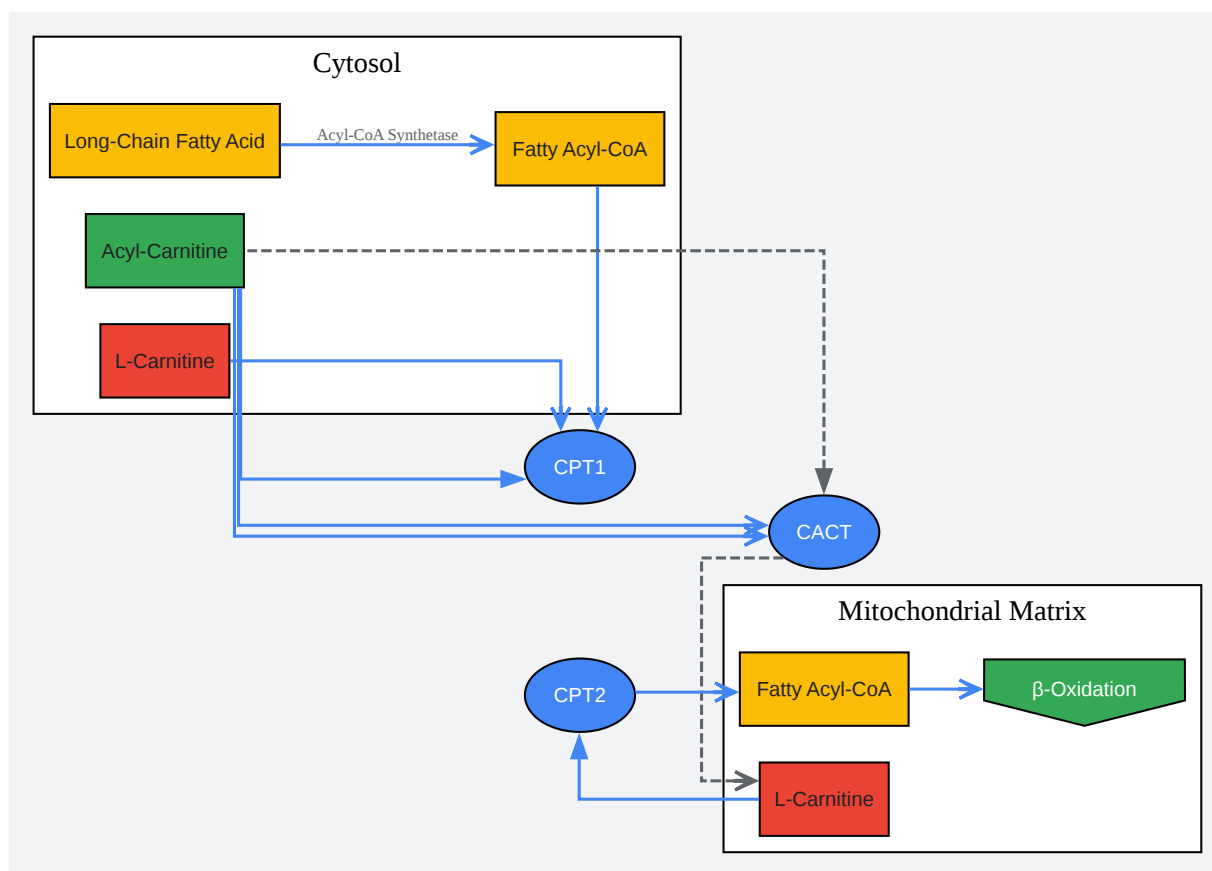 Cytosol
Long-Chain Fatty Acid
Acyl-CoA Synthetase
Fatty Acyl-CoA
Acyl-Carnitine
L-Carnitine
CPT1
CACT
Mitochondrial Matrix
CPT2
Fatty Acyl-CoA
β-Oxidation
L-Carnitine